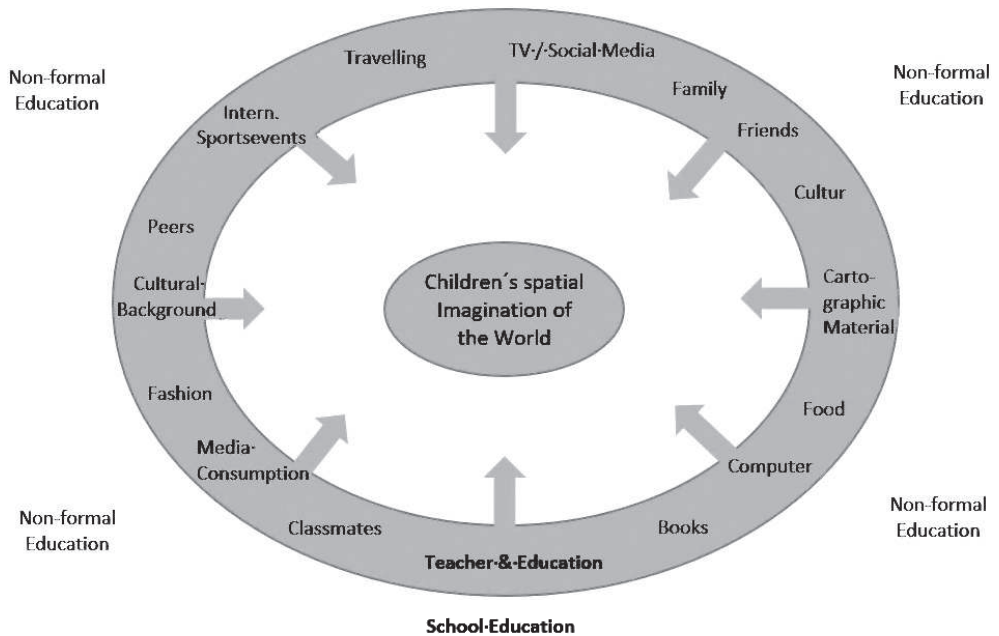 TV·/·Social·Media
Travelling
Family
Non-formal
Education
Non-formal
Education
Intern.
Sportsevents
Friends
Cultur
Peers
Cultural-
Background
Children´s spatial
Imagination of
the World
Carto-
graphic
Material
Fashion
Food
Media-
Consumption
Computer
Non-formal
Education
Non-formal
Education
Classmates
Books
Teacher·&·Education
School·Education